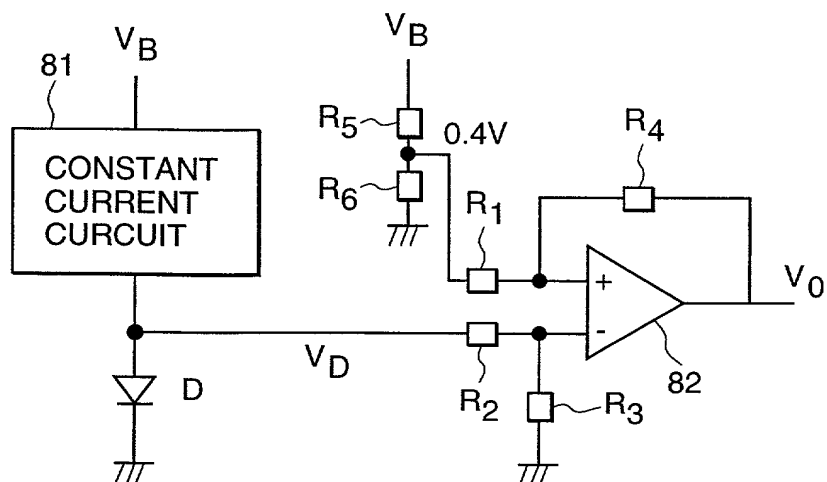 81
V_B
CONSTANT
CURRENT
CURCUIT
V_B
R_5
0.4V
R_6
R_4
R_1
+
-
V_0
82
V_D
R_2
R_3
D